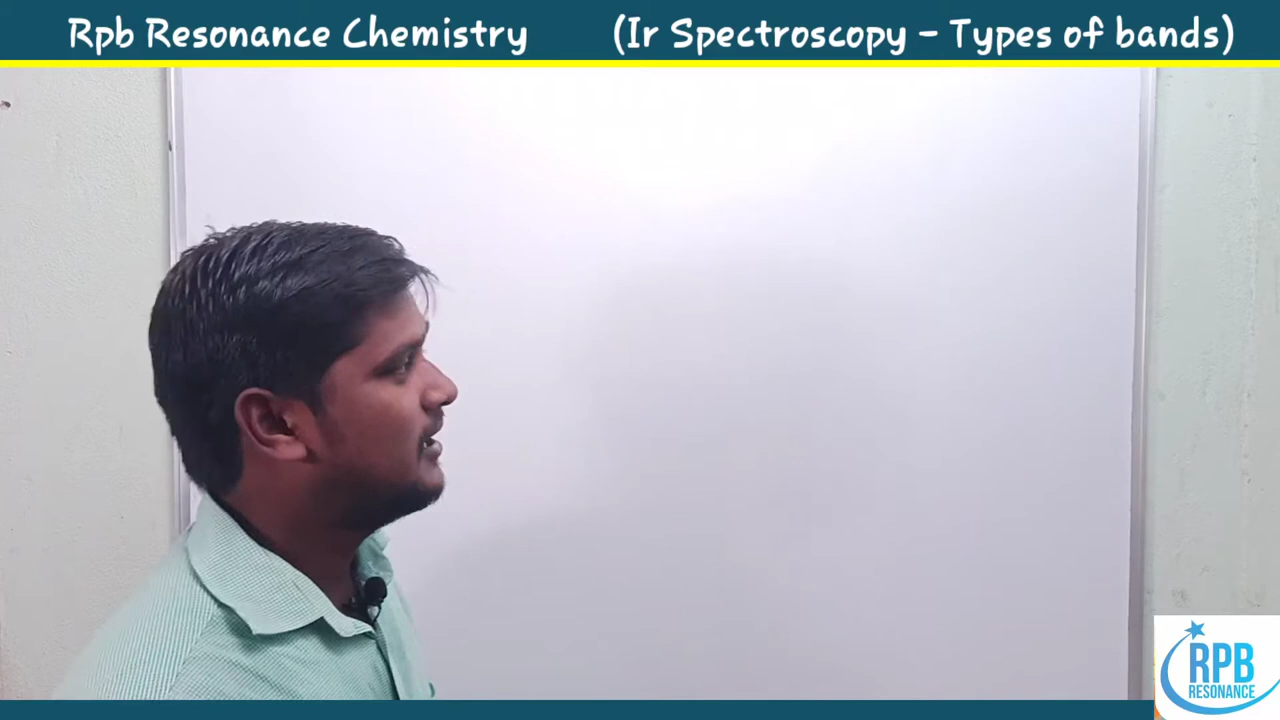 Rpb Resonance Chemistry (Ir Spectroscopy - Types of bands)
RPB
RESONANCE